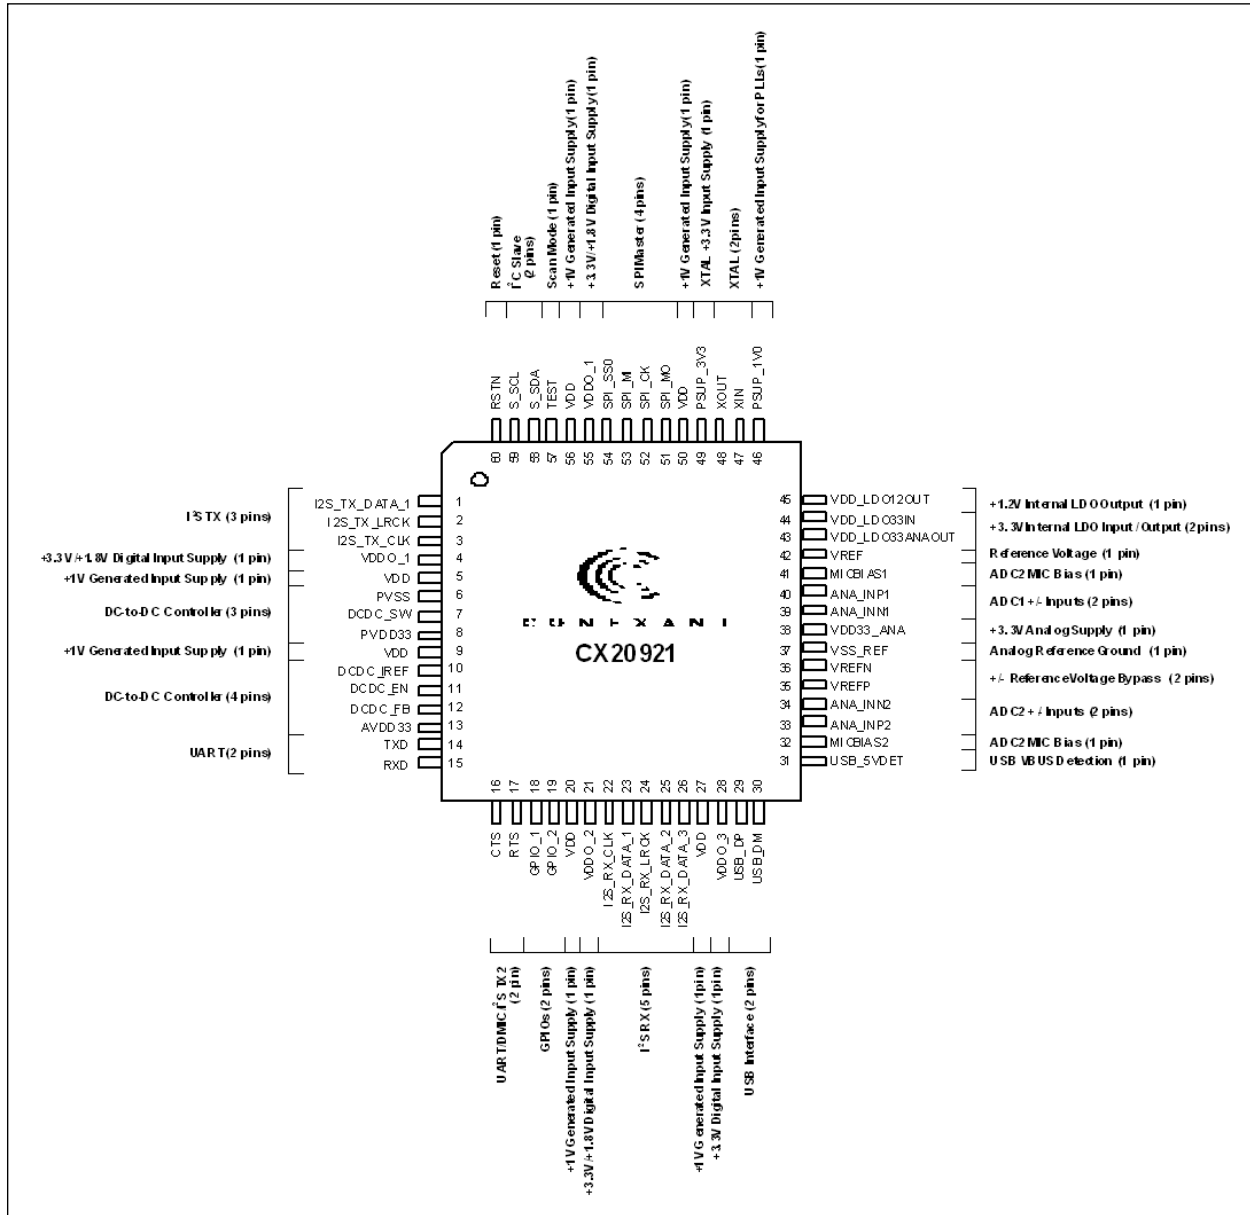 Reset (1 pin)
I²C Slave
(2 pins)
Scan Mode (1 pin)
+1V Generated Input Supply (1 pin)
+3.3V/+1.8V Digital Input Supply (1 pin)
SPI Master (4 pins)
+1V Generated Input Supply (1 pin)
XTAL +3.3V Input Supply (1 pin)
XTAL (2 pins)
+1V Generated Input Supply for PLLs (1 pin)
RSTN
S_SCL
S_SDA
TEST
VDD
VDDO_1
SPI_SS0
SPI_MI
SPI_CK
SPI_MO
VDD
PSUP_3V3
XOUT
XIN
PSUP_1V0
60 59 58 57 56 55 54 53 52 51 50 49 48 47 46
I²S TX (3 pins)
+3.3V/+1.8V Digital Input Supply (1 pin)
+1V Generated Input Supply (1 pin)
DC-to-DC Controller (3 pins)
+1V Generated Input Supply (1 pin)
DC-to-DC Controller (4 pins)
UART (2 pins)
I2S_TX_DATA_1 1
I2S_TX_LRCK 2
I2S_TX_CLK 3
VDDO_1 4
VDD 5
PVSS 6
DCDC_SW 7
PVDD33 8
VDD 9
DCDC_IREF 10
DCDC_EN 11
DCDC_FB 12
AVDD33 13
TXD 14
RXD 15
CONEXANT
CX20921
45 VDD_LDO12OUT
44 VDD_LDO33IN
43 VDD_LDO33ANAOUT
42 VREF
41 MICBIAS1
40 ANA_INP1
39 ANA_INN1
38 VDD33_ANA
37 VSS_REF
36 VREFN
35 VREFP
34 ANA_INN2
33 ANA_INP2
32 MICBIAS2
31 USB_5VDET
+1.2V Internal LDO Output (1 pin)
+3.3V Internal LDO Input/Output (2 pins)
Reference Voltage (1 pin)
ADC2 MIC Bias (1 pin)
ADC1 +/- Inputs (2 pins)
+3.3V Analog Supply (1 pin)
Analog Reference Ground (1 pin)
+/- Reference Voltage Bypass (2 pins)
ADC2 +/- Inputs (2 pins)
ADC2 MIC Bias (1 pin)
USB VBUS Detection (1 pin)
16 17 18 19 20 21 22 23 24 25 26 27 28 29 30
CTS
RTS
GPIO_1
GPIO_2
VDD
VDDO_2
I2S_RX_CLK
I2S_RX_DATA_1
I2S_RX_LRCK
I2S_RX_DATA_2
I2S_RX_DATA_3
VDD
VDDO_3
USB_DP
USB_DM
UART/DMIC/I²S TX2
(2 pin)
GPIOs (2 pins)
+1V Generated Input Supply (1 pin)
+3.3V/+1.8V Digital Input Supply (1 pin)
I²S RX (5 pins)
+1V Generated Input Supply (1pin)
+3.3V Digital Input Supply (1pin)
USB Interface (2 pins)